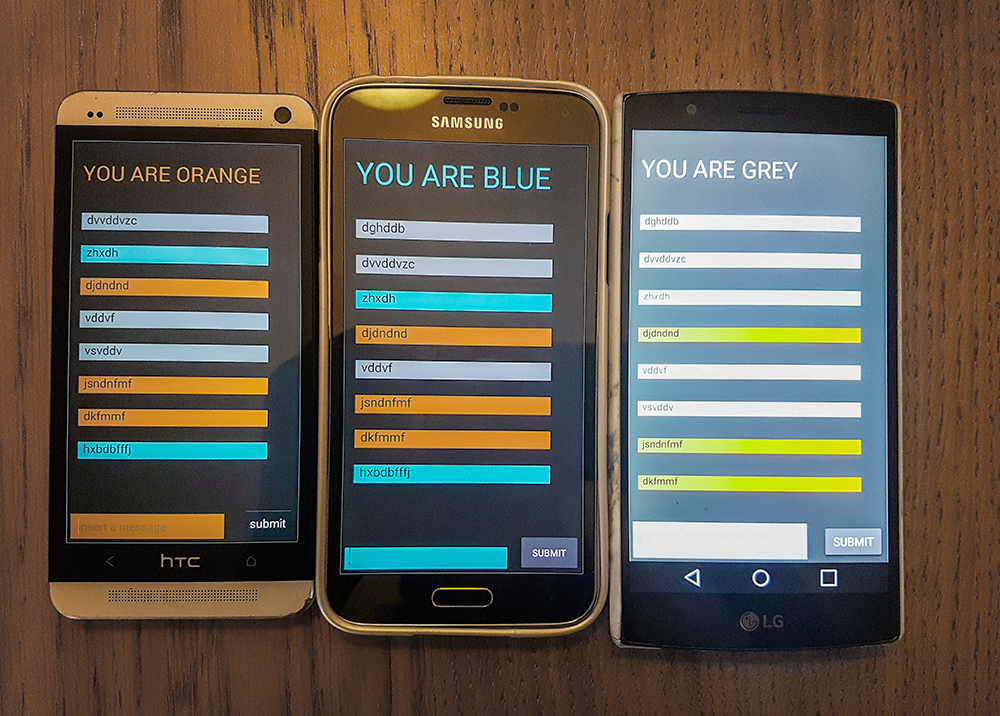 YOU ARE ORANGE
dvvddvzc
zhxdh
djdndnd
vddvf
vsvddv
jsndnfmf
dkfmmf
hxbdbfffj
insert a message
submit
hTC
SAMSUNG
YOU ARE BLUE
dghddb
dvvddvzc
zhxdh
djdndnd
vddvf
jsndnfmf
dkfmmf
hxbdbfffj
SUBMIT
YOU ARE GREY
dghddb
dvvddvzc
zhxdh
djdndnd
vddvf
vsvddv
jsndnfmf
dkfmmf
SUBMIT
LG